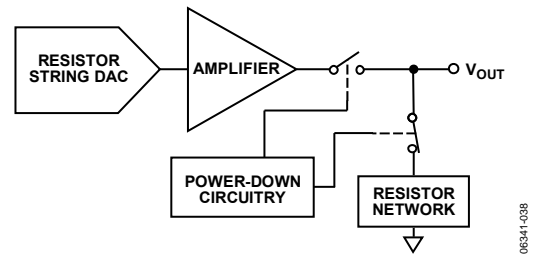 RESISTOR
STRING DAC
AMPLIFIER
VOUT
POWER-DOWN
CIRCUITRY
RESISTOR
NETWORK
06341-038